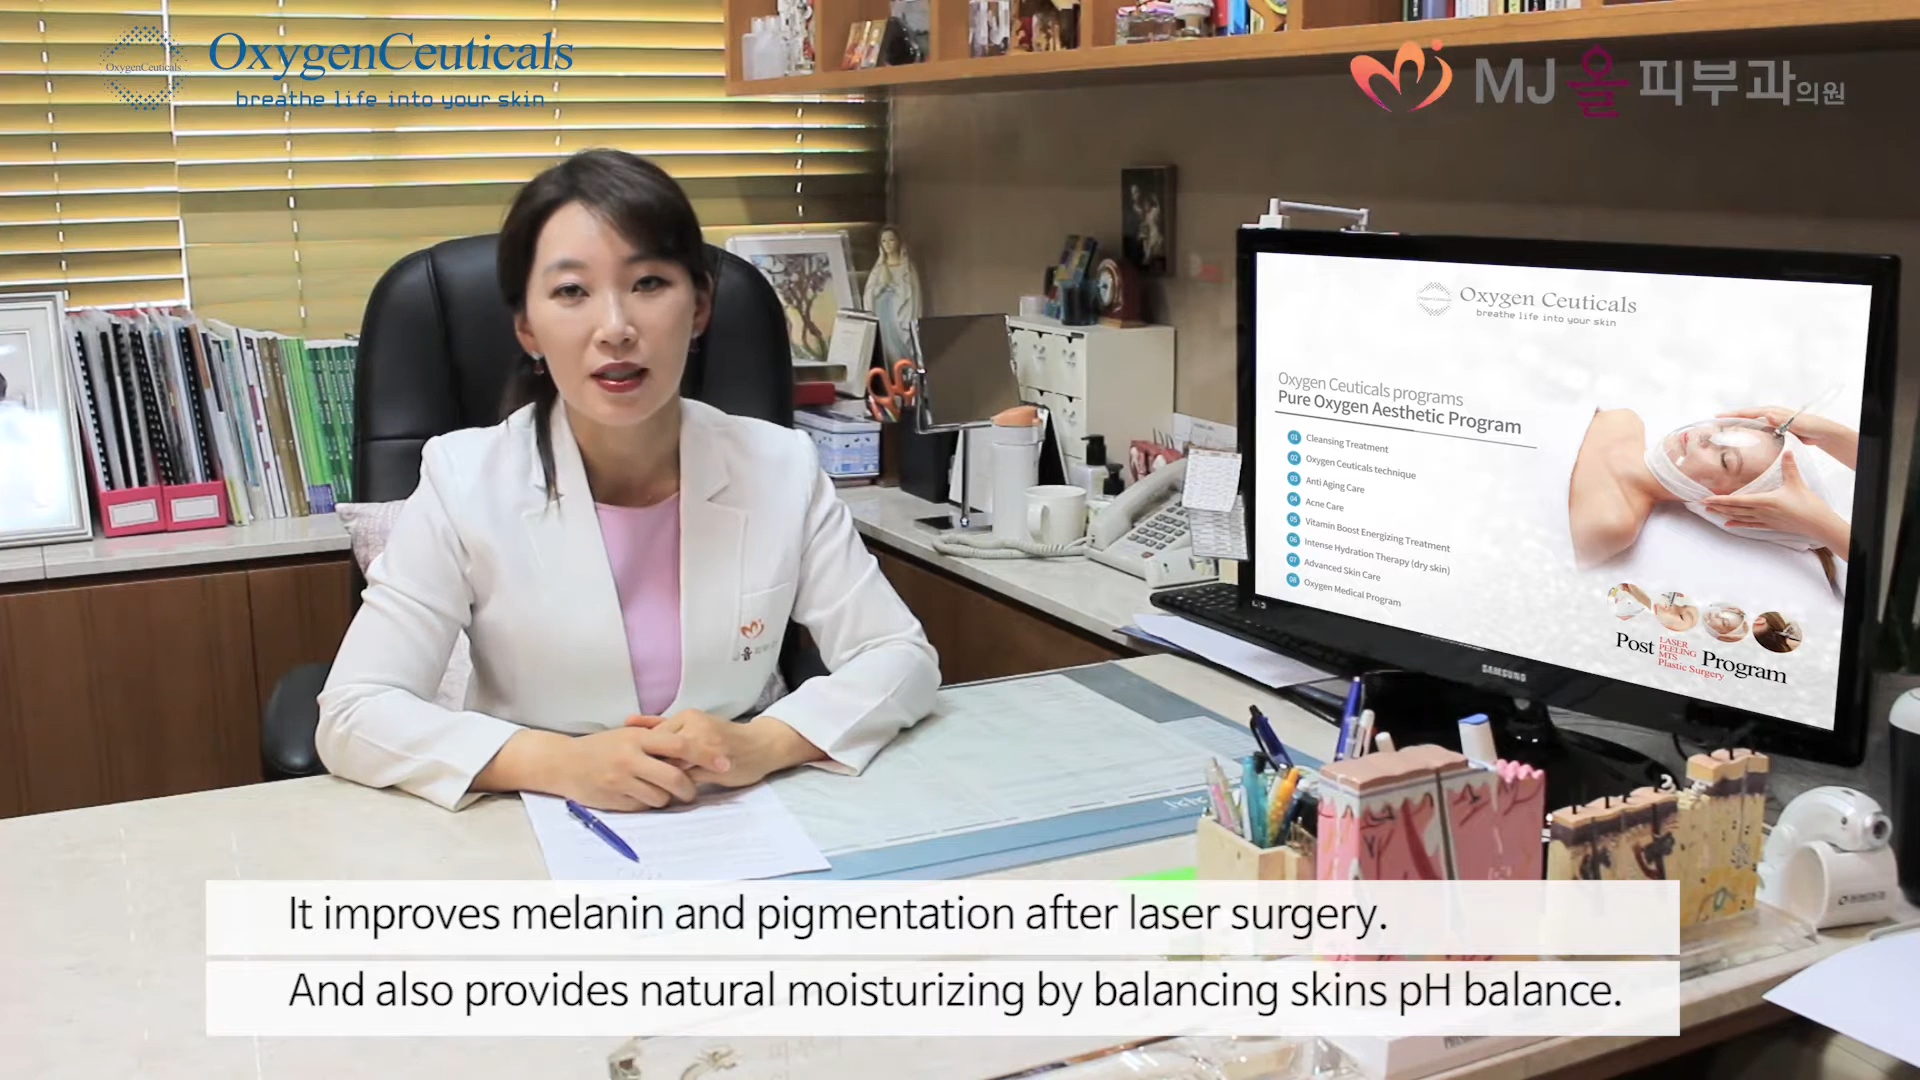 OxygenCeuticals
OxygenCeuticals
breathe life into your skin
MJ 올 피부과의원
Oxygen Ceuticals
breathe life into your skin
Oxygen Ceuticals programs
Pure Oxygen Aesthetic Program
01 Cleansing Treatment
02 Oxygen Ceuticals technique
03 Anti Aging Care
04 Acne Care
05 Vitamin Boost Energizing Treatment
06 Intense Hydration Therapy (dry skin)
07 Advanced Skin Care
08 Oxygen Medical Program
Post LASER PEELING MTS Plastic Surgery Program
SAMSUNG
It improves melanin and pigmentation after laser surgery.
And also provides natural moisturizing by balancing skins pH balance.